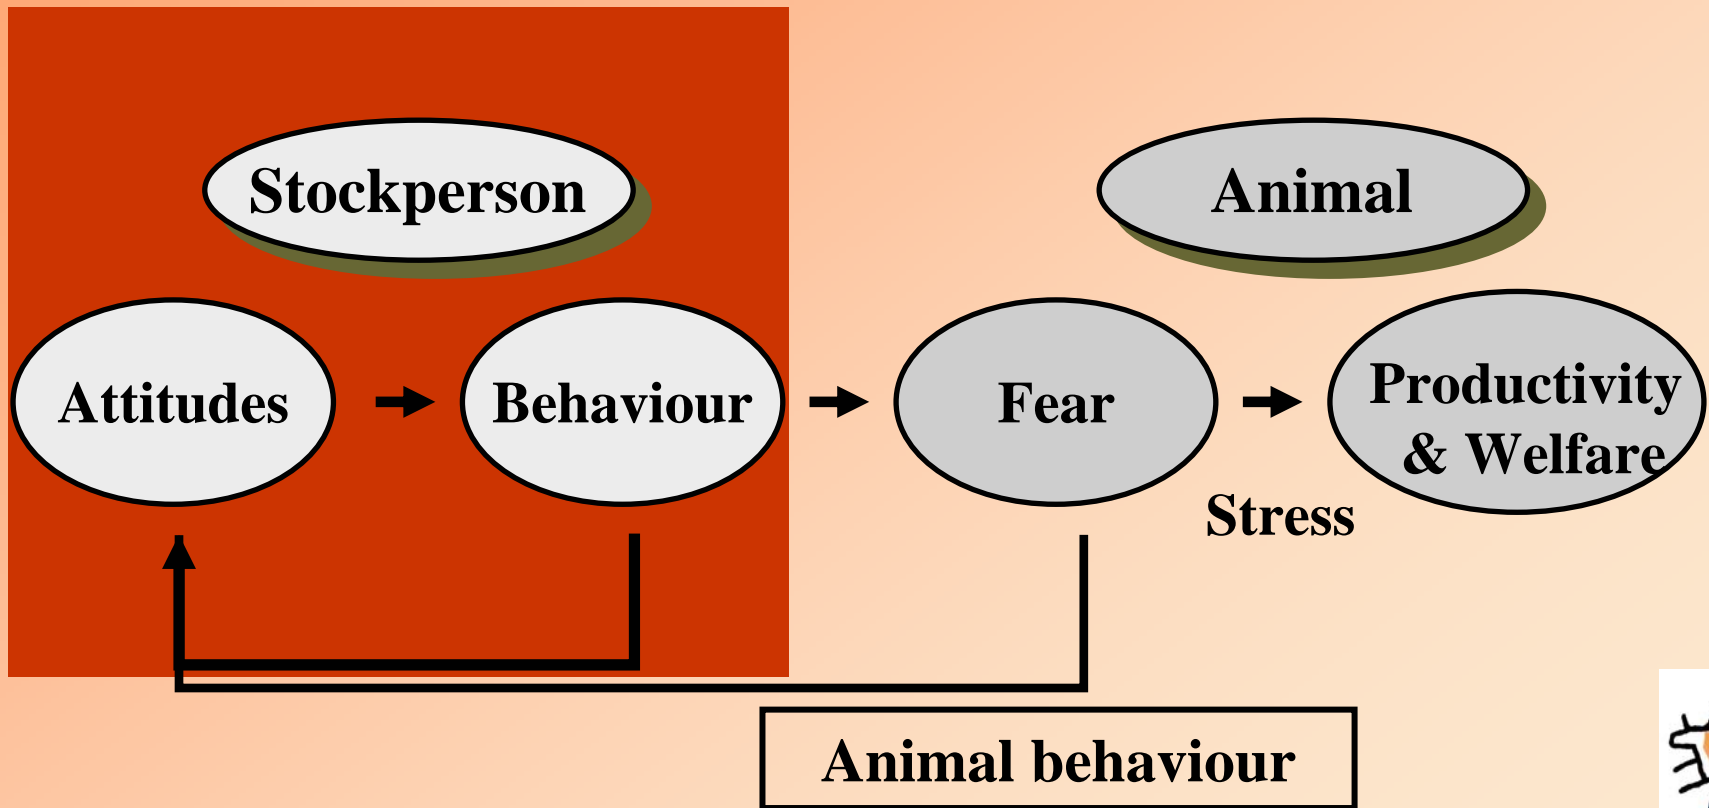 Stockperson
Animal
Attitudes
Behaviour
Fear
Productivity
& Welfare
Stress
Animal behaviour